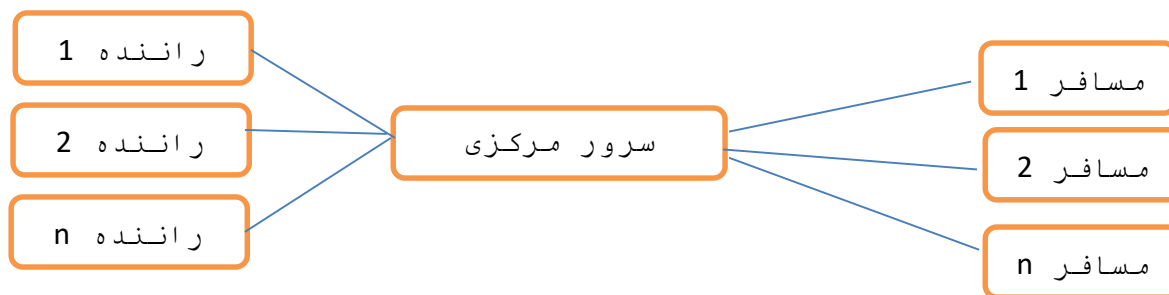 راننده 1
راننده 2
راننده n
سرور مرکزی
مسافر 1
مسافر 2
مسافر n